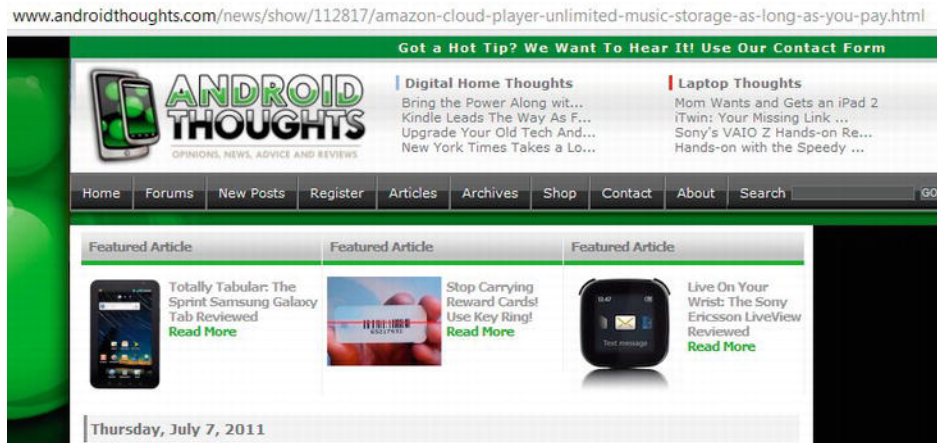 www.androidthoughts.com/news/show/112817/amazon-cloud-player-unlimited-music-storage-as-long-as-you-pay.html
Got a Hot Tip? We Want To Hear It! Use Our Contact Form
ANDROID
THOUGHTS
OPINIONS, NEWS, ADVICE AND REVIEWS
Digital Home Thoughts
Bring the Power Along wit...
Kindle Leads The Way As F...
Upgrade Your Old Tech And...
New York Times Takes a Lo...
Laptop Thoughts
Mom Wants and Gets an iPad 2
iTwin: Your Missing Link ...
Sony's VAIO Z Hands-on Re...
Hands-on with the Speedy ...
Home Forums New Posts Register Articles Archives Shop Contact About Search GO
Featured Article
Totally Tabular: The
Sprint Samsung Galaxy
Tab Reviewed
Read More
Featured Article
Stop Carrying
Reward Cards!
Use Key Ring!
Read More
Featured Article
Text message
Live On Your
Wrist: The Sony
Ericsson LiveView
Reviewed
Read More
Thursday, July 7, 2011